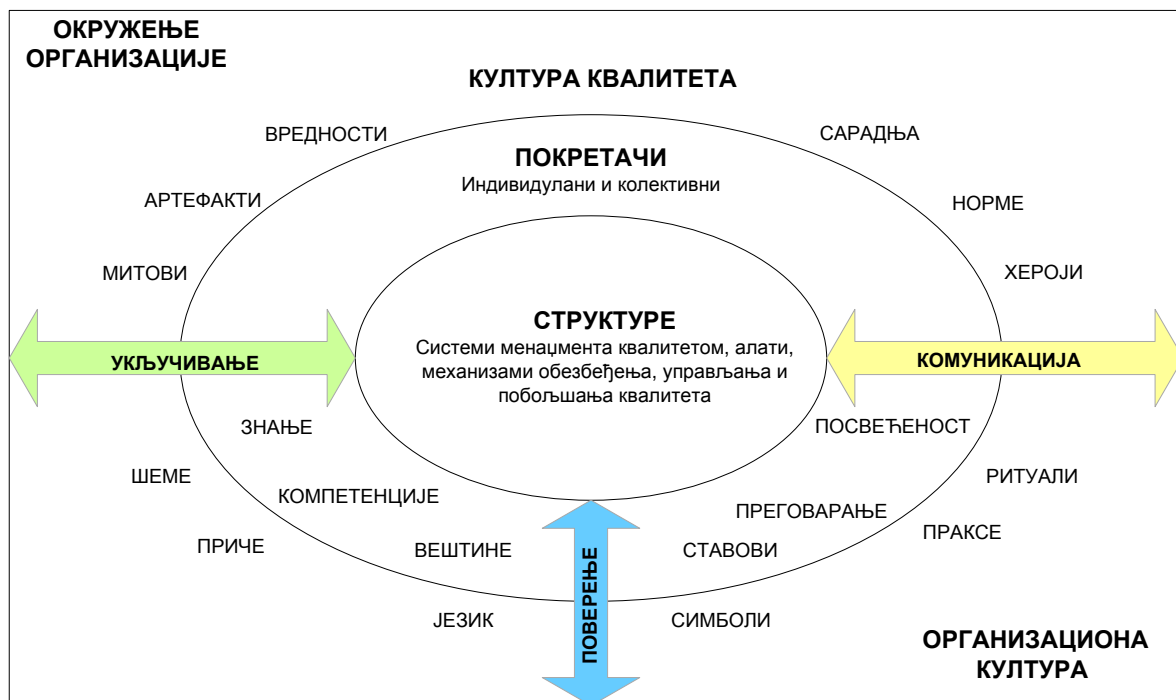 ОКРУЖЕЊЕ
ОРГАНИЗАЦИЈЕ
КУЛТУРА КВАЛИТЕТА
ВРЕДНОСТИ
САРАДЊА
ПОКРЕТАЧИ
Индивидулани и колективни
АРТЕФАКТИ
НОРМЕ
МИТОВИ
ХЕРОЈИ
СТРУКТУРЕ
Системи менаџмента квалитетом, алати,
механизами обезбеђења, управљања и
побољшања квалитета
УКЉУЧИВАЊЕ
КОМУНИКАЦИЈА
ЗНАЊЕ
ПОСВЕЋЕНОСТ
ШЕМЕ
РИТУАЛИ
КОМПЕТЕНЦИЈЕ
ПРЕГОВАРАЊЕ
ПРИЧЕ
ПРАКСЕ
ВЕШТИНЕ
СТАВОВИ
ПОВЕРЕЊЕ
ЈЕЗИК
СИМБОЛИ
ОРГАНИЗАЦИОНА
КУЛТУРА